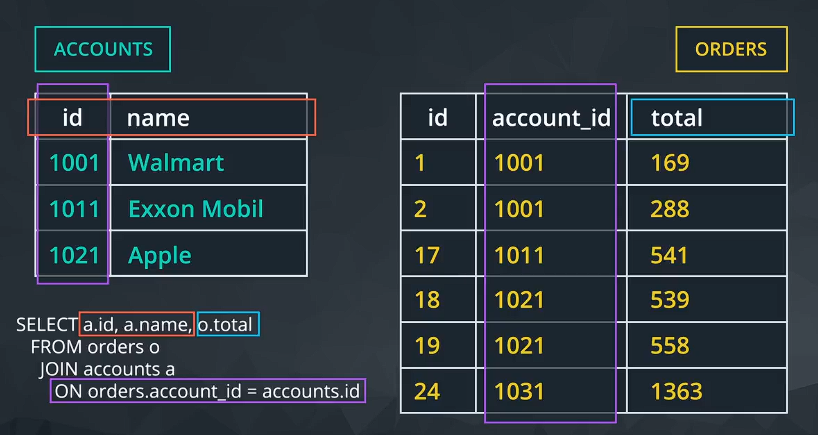 ACCOUNTS
ORDERS
id name
1001 Walmart
1011 Exxon Mobil
1021 Apple
id account_id total
1 1001 169
2 1001 288
17 1011 541
18 1021 539
19 1021 558
24 1031 1363
SELECT a.id, a.name, o.total
FROM orders o
JOIN accounts a
ON orders.account_id = accounts.id